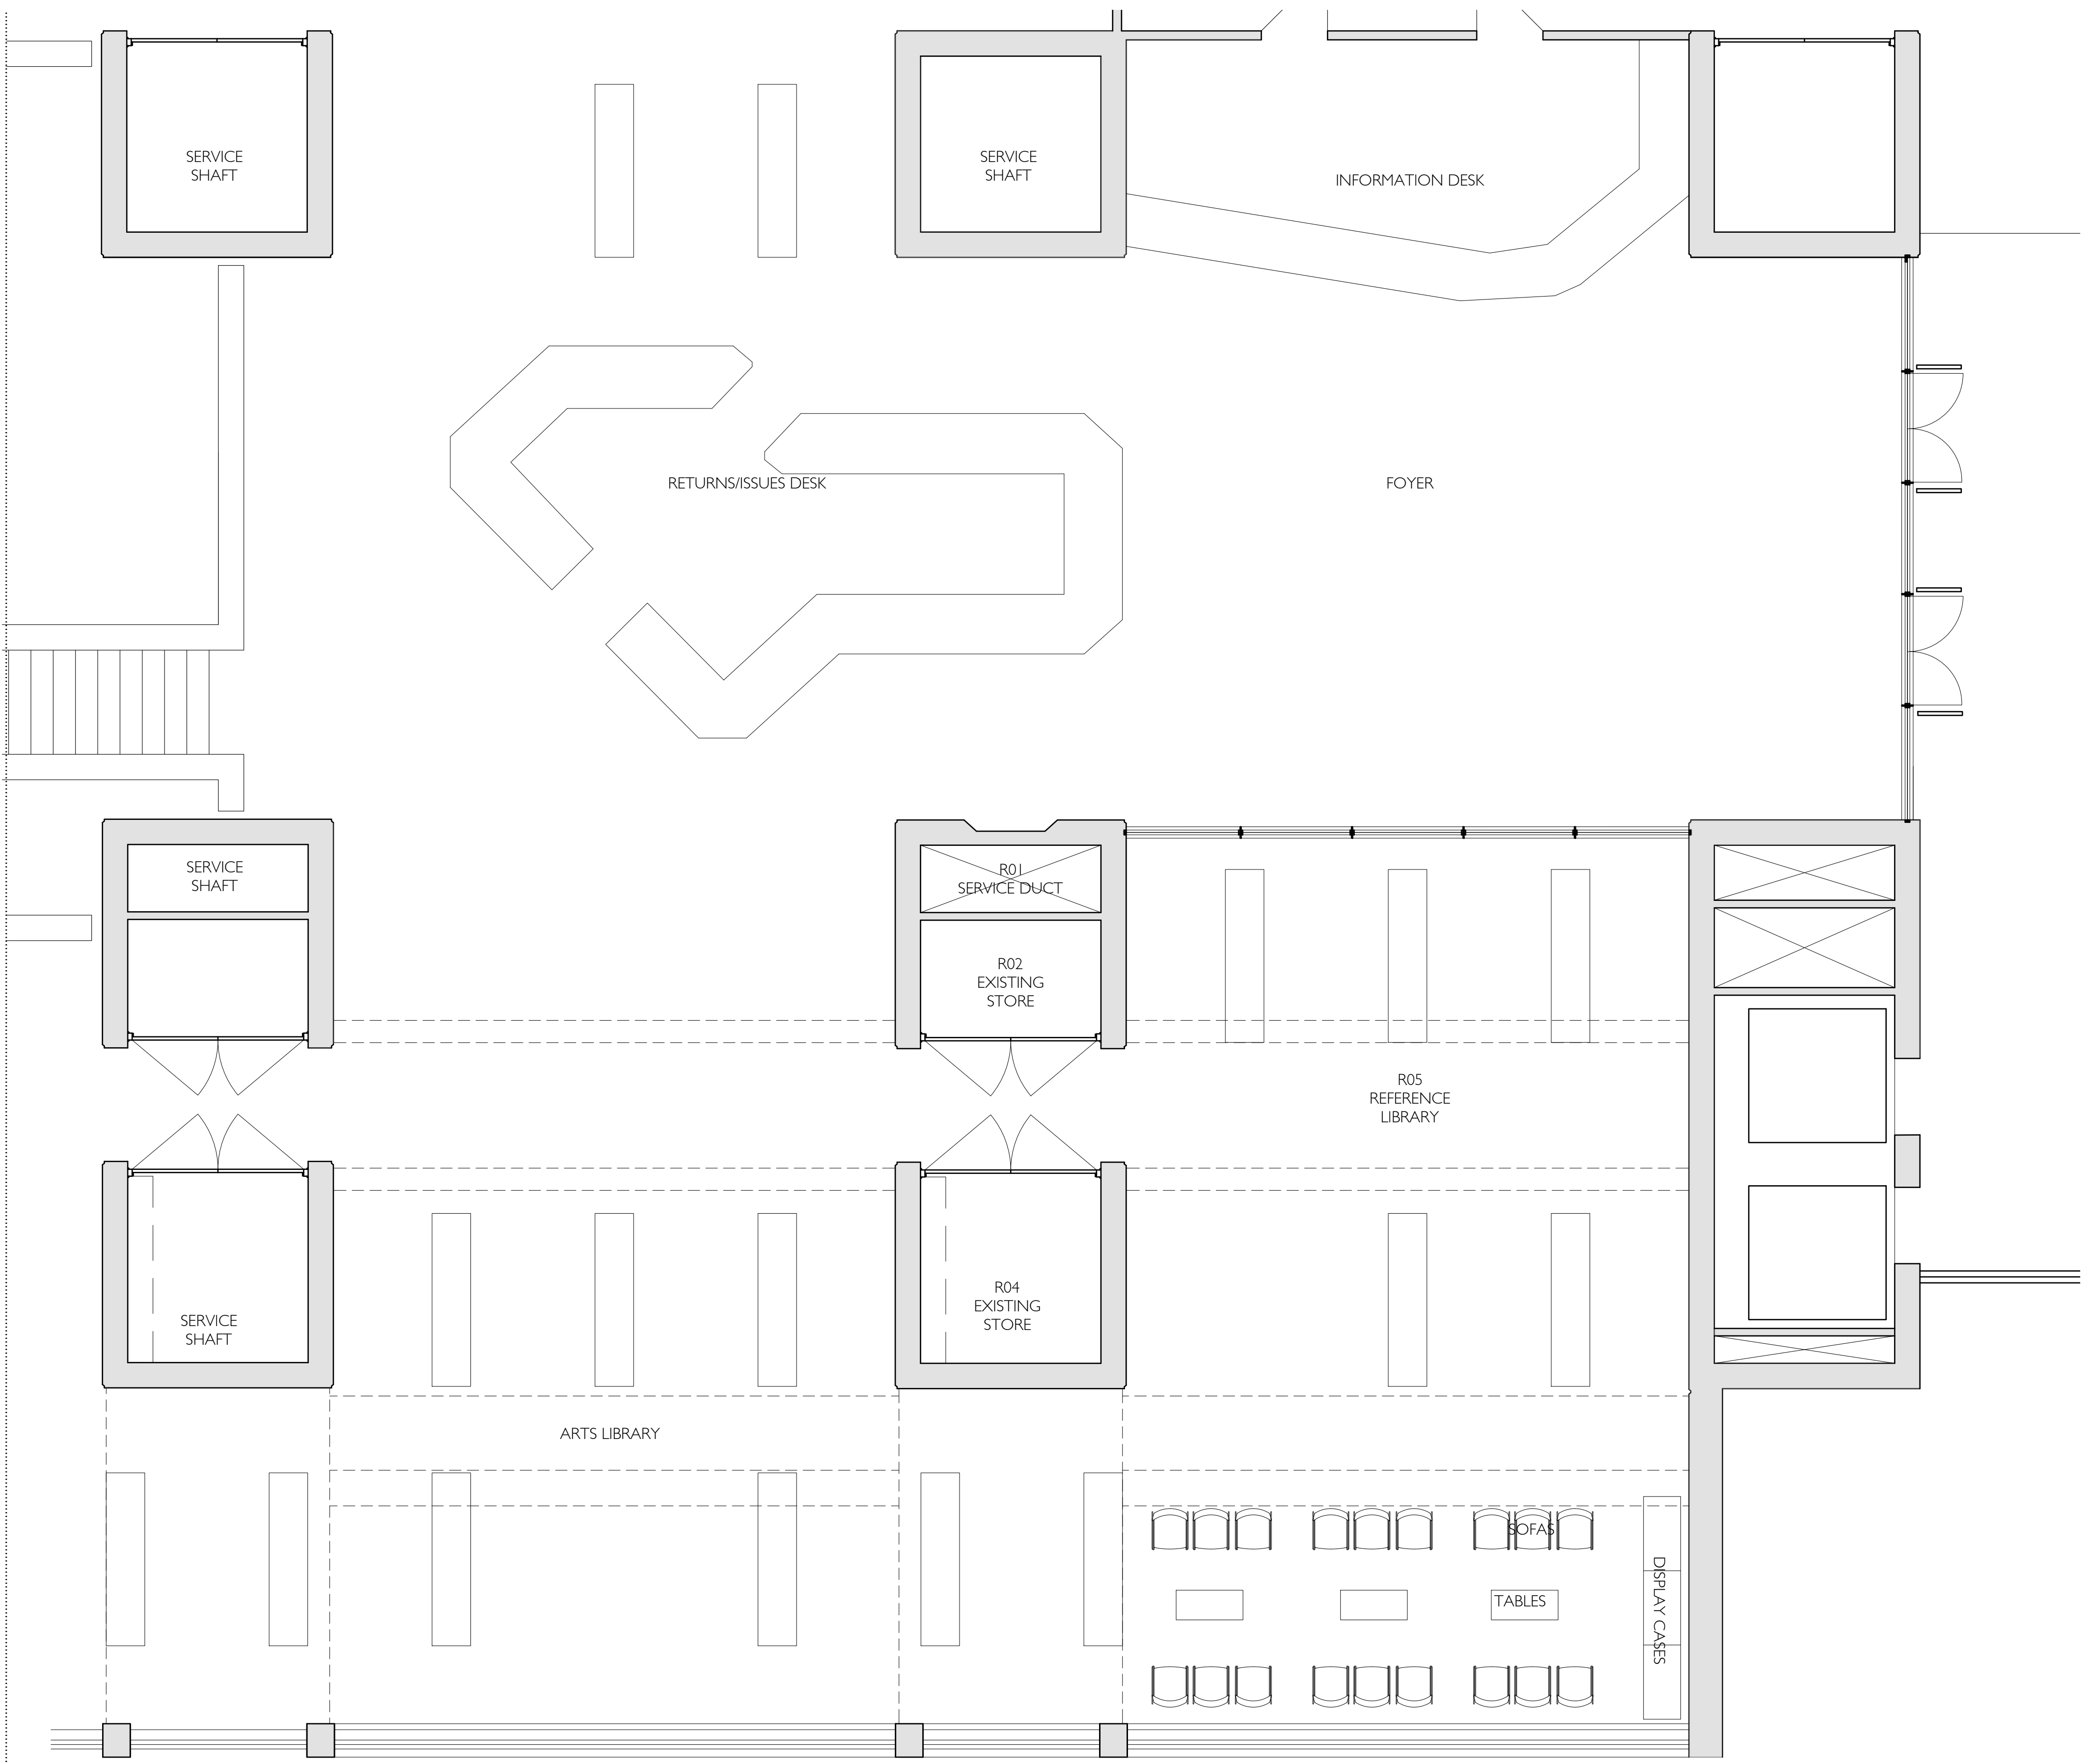 SERVICE
SHAFT
SERVICE
SHAFT
INFORMATION DESK
RETURNS/ISSUES DESK
FOYER
SERVICE
SHAFT
R01
SERVICE DUCT
R02
EXISTING
STORE
R05
REFERENCE
LIBRARY
SERVICE
SHAFT
R04
EXISTING
STORE
ARTS LIBRARY
SOFAS
TABLES
DISPLAY CASES